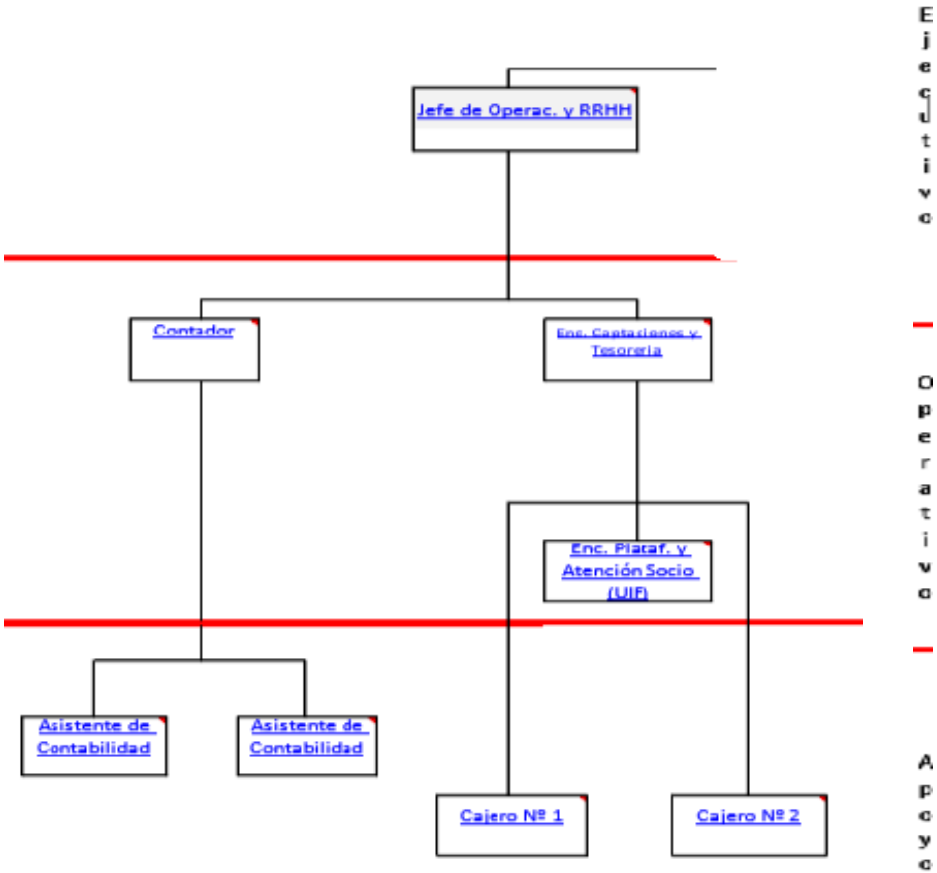 Jefe de Operac. y RRHH
Ejecutivo
Contador
Enc. Captaciones y
Tesoreria
Operativo
Enc. Plataf. y
Atención Socio
(UIF)
Asistente de
Contabilidad
Asistente de
Contabilidad
Cajero Nº 1
Cajero Nº 2
Apoyo